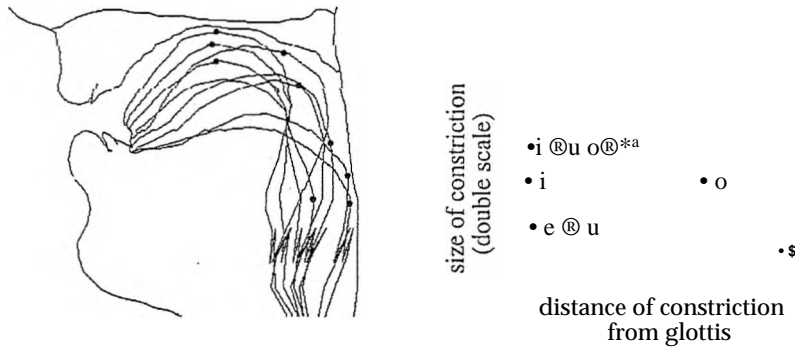 size of constriction
(double scale)
•i ®u o®*a
• i • o
• e ® u
• $
distance of constriction
from glottis